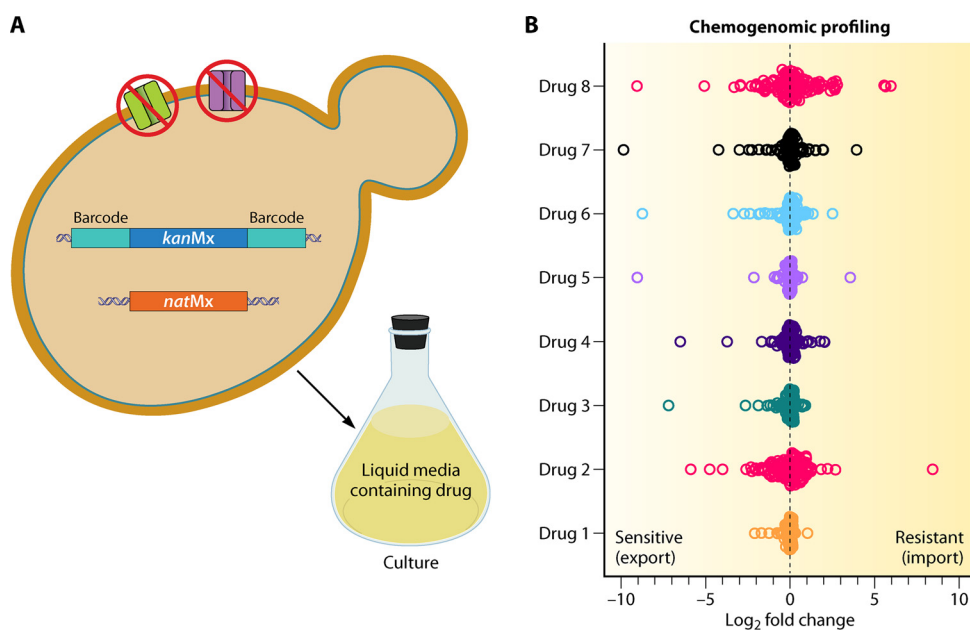 A
Barcode
Barcode
kanMx
natMx
Liquid media
containing drug
Culture
B
Chemogenomic profiling
Drug 8
Drug 7
Drug 6
Drug 5
Drug 4
Drug 3
Drug 2
Drug 1
Sensitive
(export)
Resistant
(import)
−10
−5
0
5
10
Log2 fold change